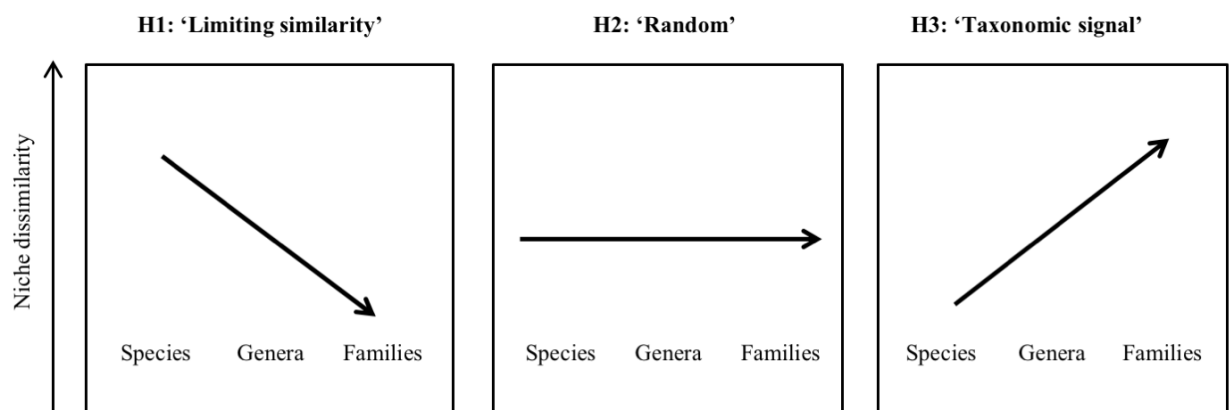 H1: ‘Limiting similarity’
H2: ‘Random’
H3: ‘Taxonomic signal’
Niche dissimilarity
Species Genera Families
Species Genera Families
Species Genera Families